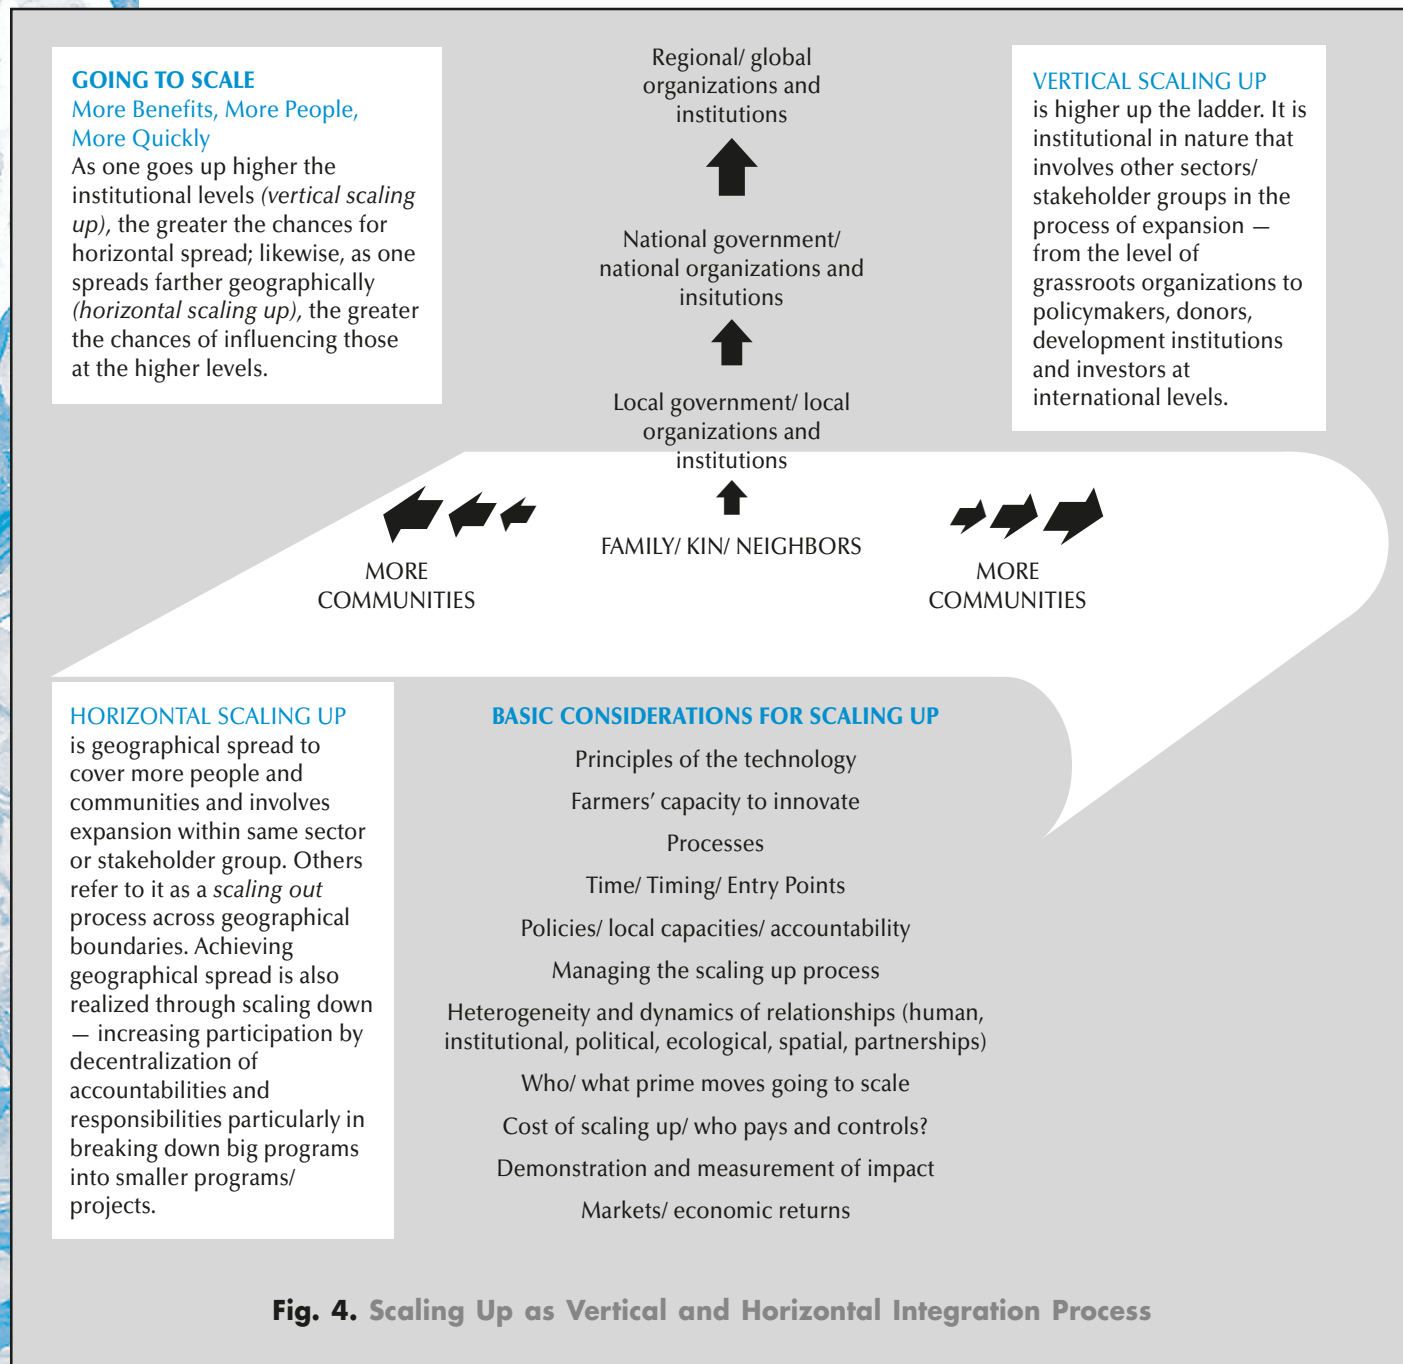 GOING TO SCALE
More Benefits, More People,
More Quickly
As one goes up higher the
institutional levels (vertical scaling
up), the greater the chances for
horizontal spread; likewise, as one
spreads farther geographically
(horizontal scaling up), the greater
the chances of influencing those
at the higher levels.
Regional/ global
organizations and
institutions
National government/
national organizations and
insitutions
Local government/ local
organizations and
institutions
FAMILY/ KIN/ NEIGHBORS
VERTICAL SCALING UP
is higher up the ladder. It is
institutional in nature that
involves other sectors/
stakeholder groups in the
process of expansion —
from the level of
grassroots organizations to
policymakers, donors,
development institutions
and investors at
international levels.
MORE
COMMUNITIES
MORE
COMMUNITIES
HORIZONTAL SCALING UP
is geographical spread to
cover more people and
communities and involves
expansion within same sector
or stakeholder group. Others
refer to it as a scaling out
process across geographical
boundaries. Achieving
geographical spread is also
realized through scaling down
— increasing participation by
decentralization of
accountabilities and
responsibilities particularly in
breaking down big programs
into smaller programs/
projects.
BASIC CONSIDERATIONS FOR SCALING UP
Principles of the technology
Farmers’ capacity to innovate
Processes
Time/ Timing/ Entry Points
Policies/ local capacities/ accountability
Managing the scaling up process
Heterogeneity and dynamics of relationships (human,
institutional, political, ecological, spatial, partnerships)
Who/ what prime moves going to scale
Cost of scaling up/ who pays and controls?
Demonstration and measurement of impact
Markets/ economic returns
Fig. 4. Scaling Up as Vertical and Horizontal Integration Process